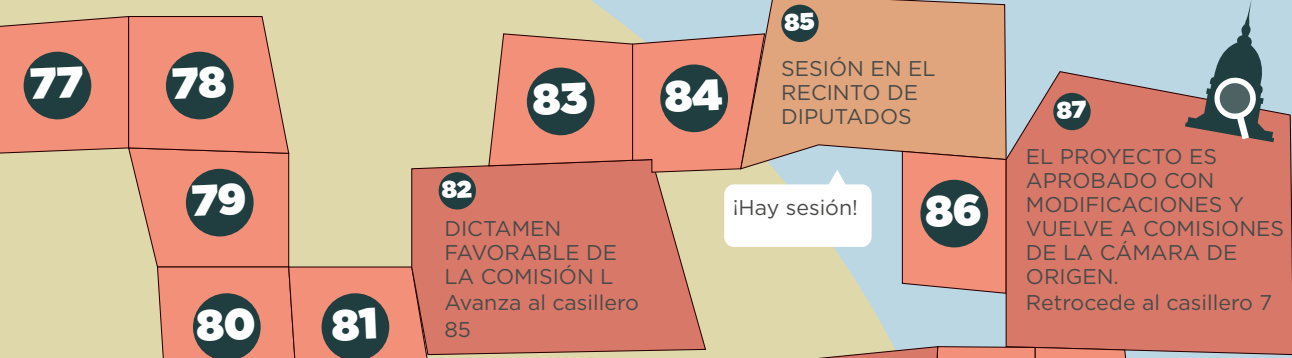 77
78
79
80
81
82
DICTAMEN
FAVORABLE DE
LA COMISIÓN L
Avanza al casillero
85
83
84
85
SESIÓN EN EL
RECINTO DE
DIPUTADOS
¡Hay sesión!
86
87
EL PROYECTO ES
APROBADO CON
MODIFICACIONES Y
VUELVE A COMISIONES
DE LA CÁMARA DE
ORIGEN.
Retrocede al casillero 7